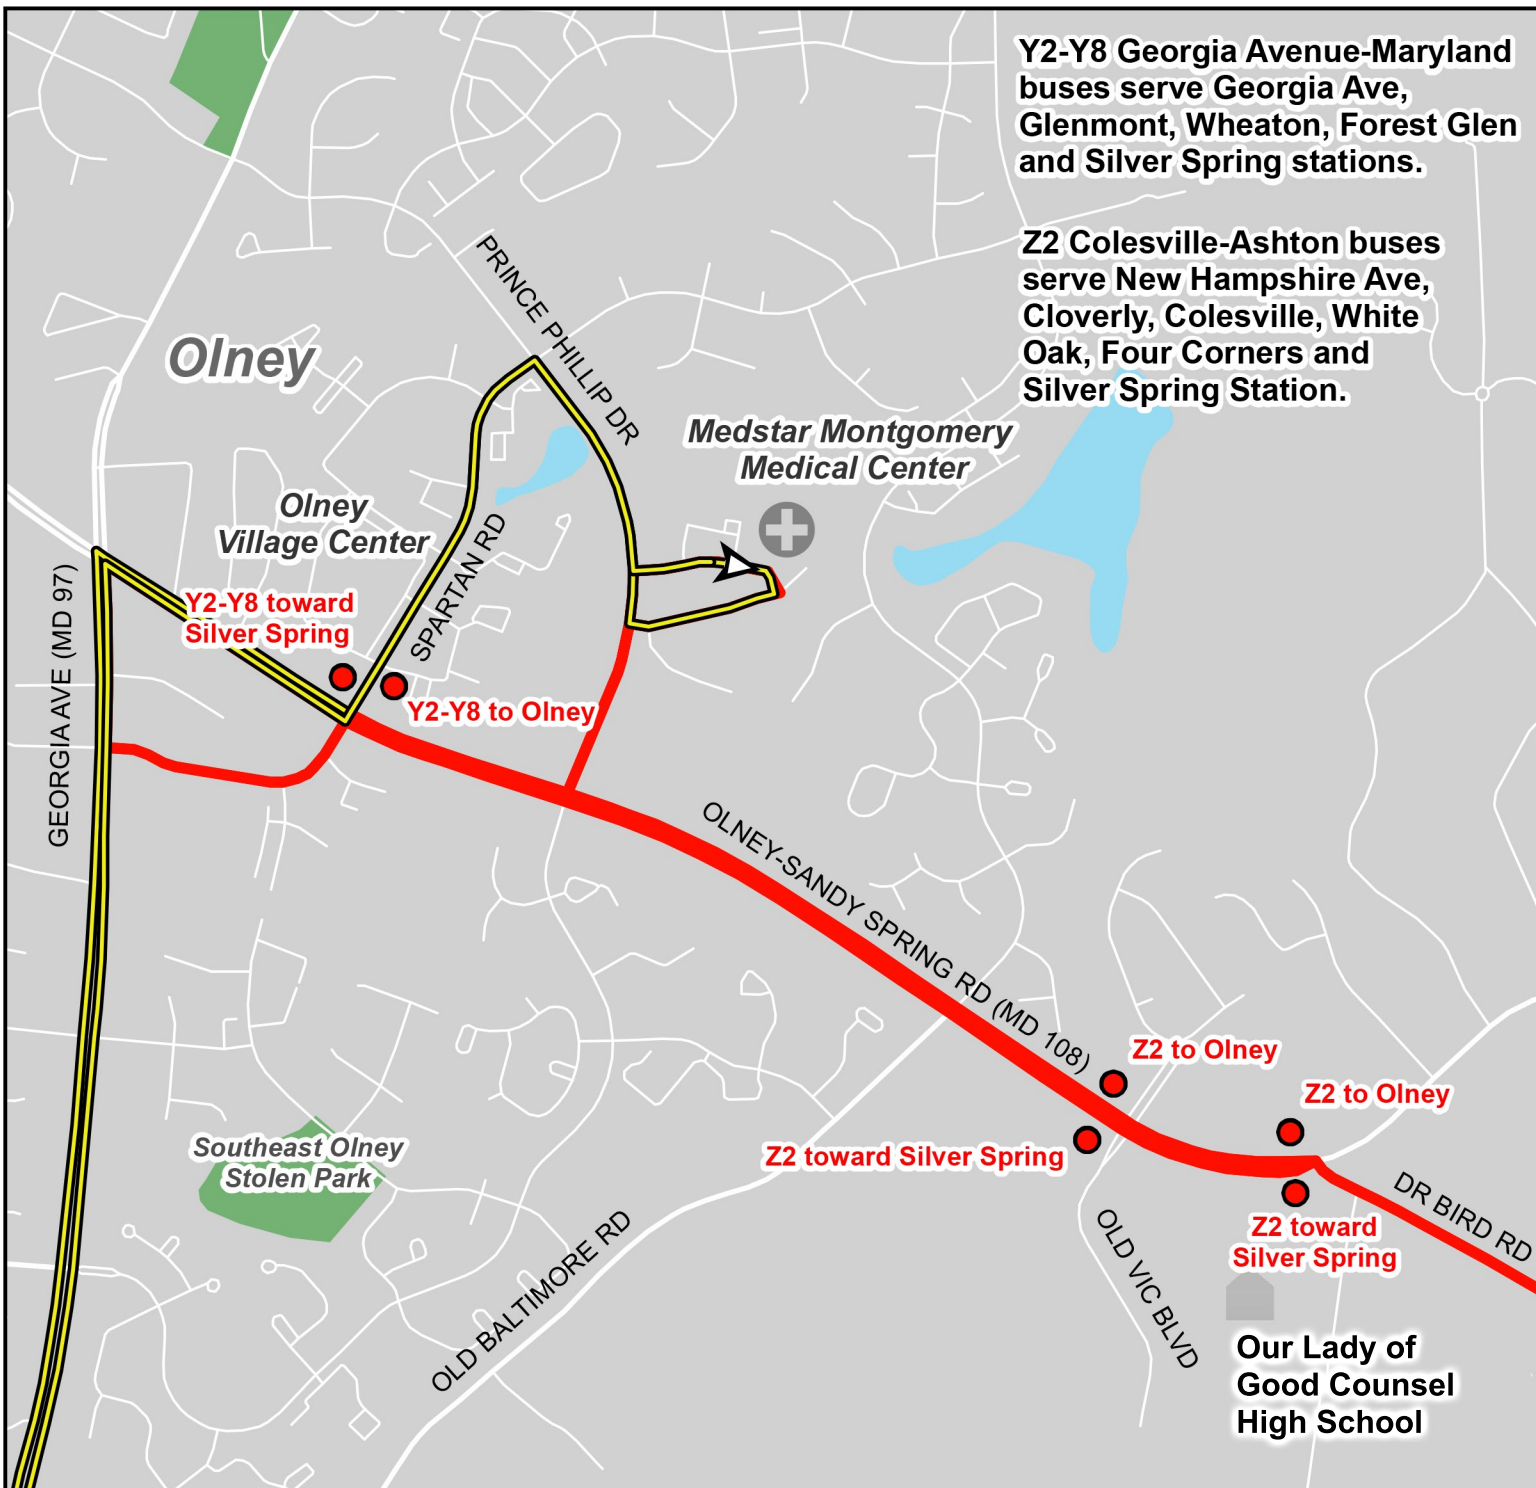 Y2-Y8 Georgia Avenue-Maryland
buses serve Georgia Ave,
Glenmont, Wheaton, Forest Glen
and Silver Spring stations.
Z2 Colesville-Ashton buses
serve New Hampshire Ave,
Cloverly, Colesville, White
Oak, Four Corners and
Silver Spring Station.
PRINCE PHILLIP DR
Olney
Medstar Montgomery
Medical Center
Olney
Village Center
SPARTAN RD
GEORGIA AVE (MD 97)
Y2-Y8 toward
Silver Spring
Y2-Y8 to Olney
OLNEY-SANDY SPRING RD (MD 108)
Z2 to Olney
Z2 to Olney
Z2 toward Silver Spring
Southeast Olney
Stolen Park
DR BIRD RD
Z2 toward
Silver Spring
OLD BALTIMORE RD
OLD VIC BLVD
Our Lady of
Good Counsel
High School